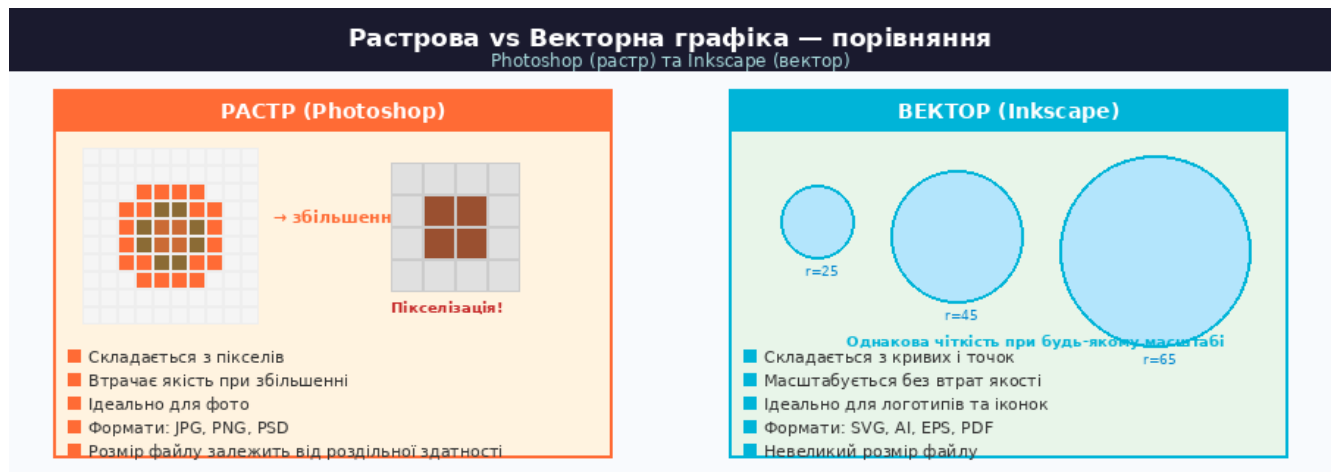 Растрова vs Векторна графіка — порівняння
Photoshop (растр) та Inkscape (вектор)
РАСТР (Photoshop)
→ збільшенн
Пікселізація!
Складається з пікселів
Втрачає якість при збільшенні
Ідеально для фото
Формати: JPG, PNG, PSD
Розмір файлу залежить від роздільної здатності
ВЕКТОР (Inkscape)
r=25
r=45
r=65
Однакова чіткість при будь-якому масштабі
Складається з кривих і точок
Масштабується без втрат якості
Ідеально для логотипів та іконок
Формати: SVG, AI, EPS, PDF
Невеликий розмір файлу